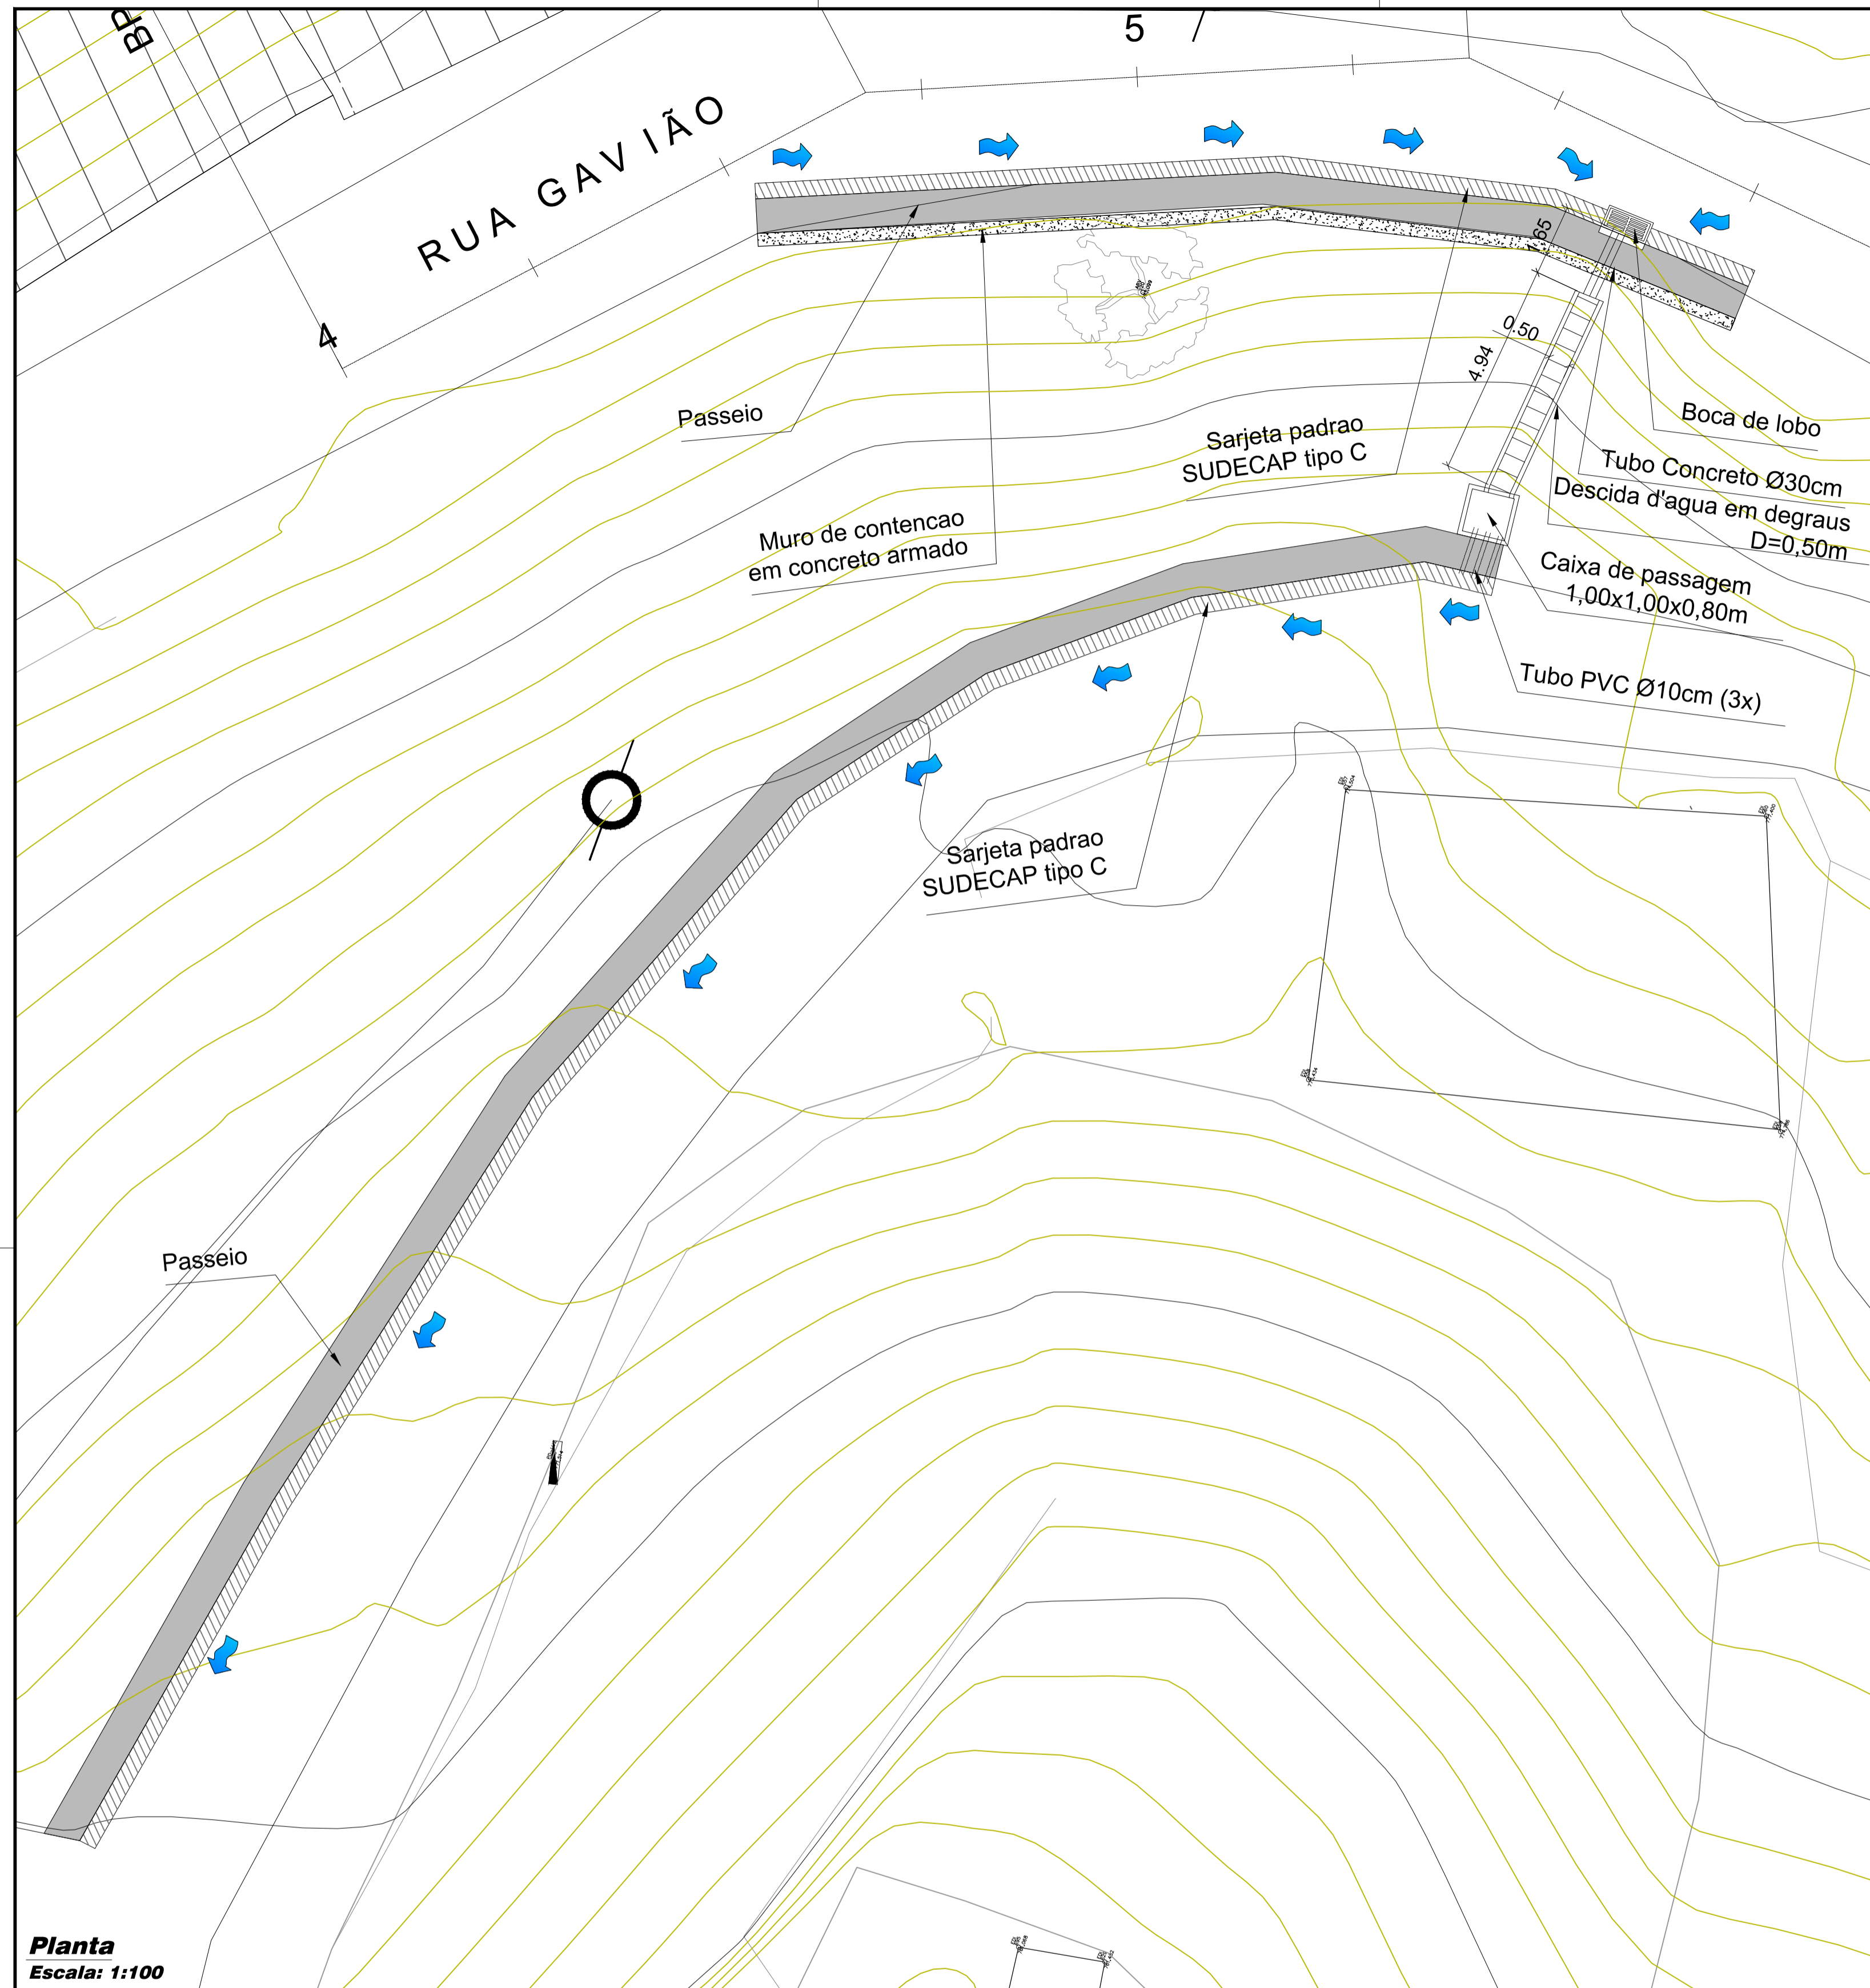 BP
5
RUA GAVIÃO
4
1.65
0.50
4.94
Passeio
Boca de lobo
Sarjeta padrao
SUDECAP tipo C
Tubo Concreto Ø30cm
Descida d'agua em degraus
D=0,50m
Muro de contencao
em concreto armado
Caixa de passagem
1,00x1,00x0,80m
Tubo PVC Ø10cm (3x)
Sarjeta padrao
SUDECAP tipo C
Passeio
Planta
Escala: 1:100